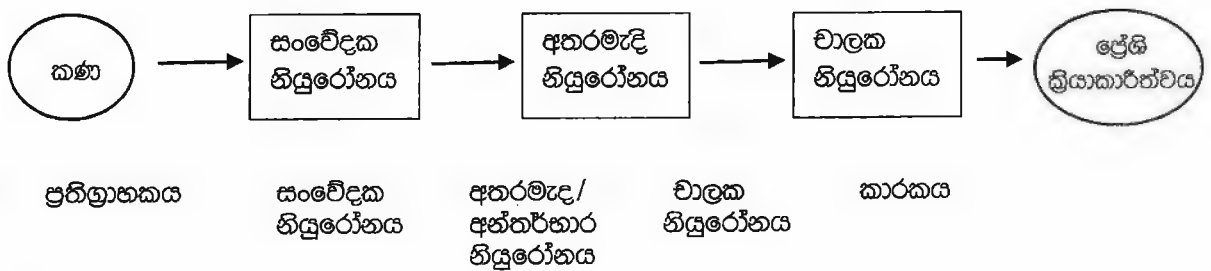 කණ
සංවේදක
නියුරෝනය
අතරමැදි
නියුරෝනය
චාලක
නියුරෝනය
ප්‍රේශි
ක්‍රියාකාරීත්වය
ප්‍රතිග්‍රාහකය
සංවේදක
නියුරෝනය
අතරමැද/
අන්තර්භාර
නියුරෝනය
චාලක
නියුරෝනය
කාරකය